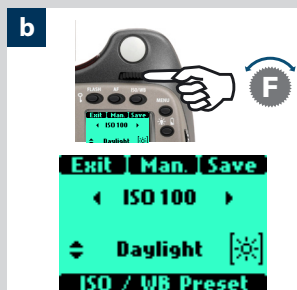 b
FLASH AF ISO/WB
MENU
Exit Man. Save
ISO 100
Daylight
F
Exit Man. Save
ISO 100
Daylight
ISO / WB Preset